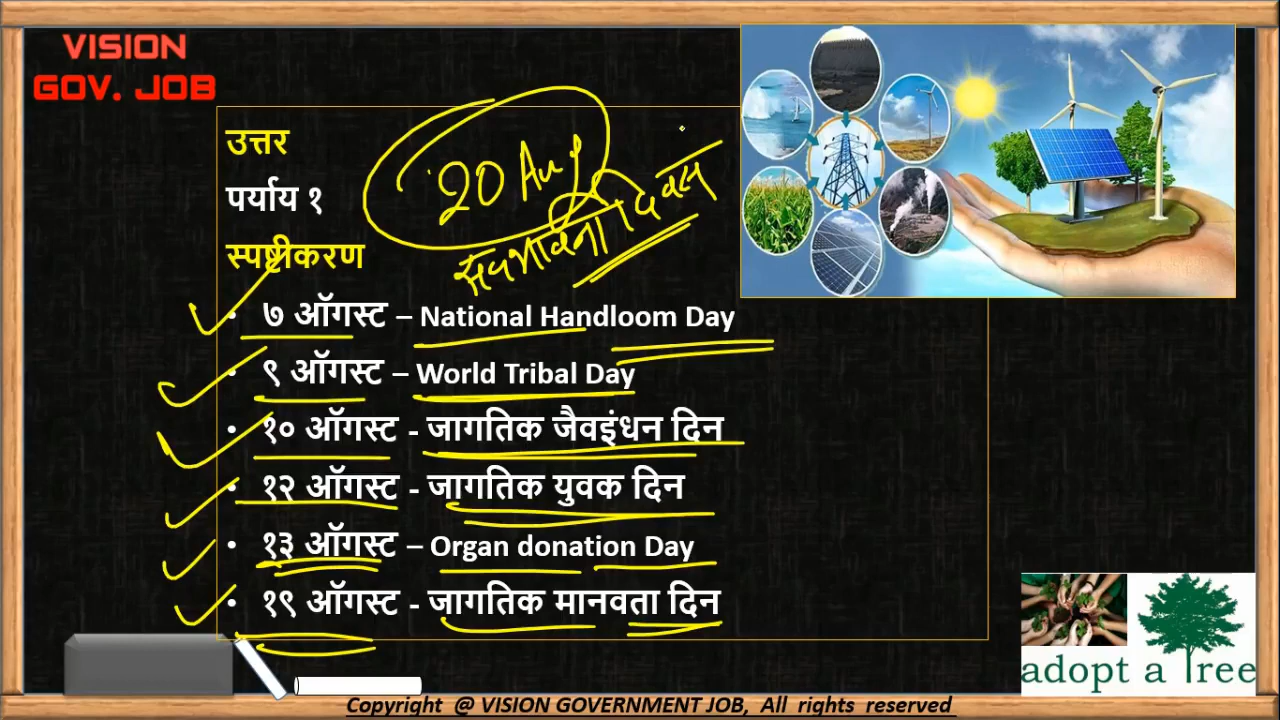 VISION
GOV. JOB
उत्तर
पर्याय १
स्पष्टीकरण
20 Aug
सदभावना दिवस
• ७ ऑगस्ट – National Handloom Day
• ९ ऑगस्ट – World Tribal Day
• १० ऑगस्ट - जागतिक जैवइंधन दिन
• १२ ऑगस्ट - जागतिक युवक दिन
• १३ ऑगस्ट – Organ donation Day
• १९ ऑगस्ट - जागतिक मानवता दिन
adopt a Tree
Copyright @ VISION GOVERNMENT JOB, All rights reserved